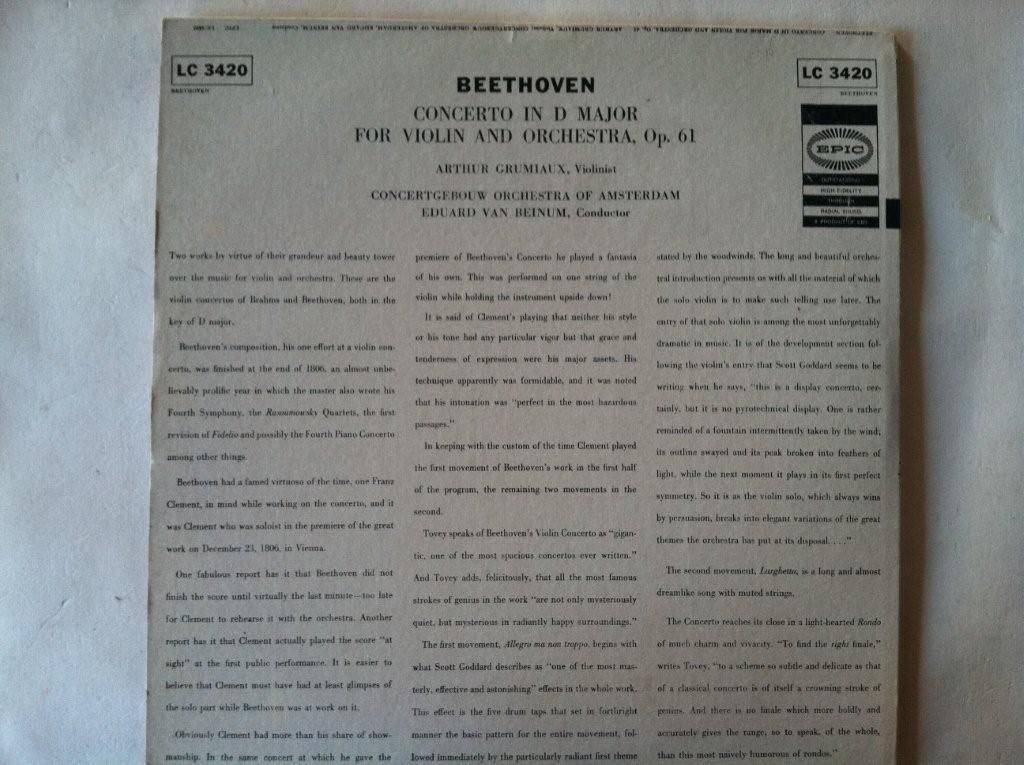 LC 3420
BEETHOVEN
BEETHOVEN
CONCERTO IN D MAJOR
FOR VIOLIN AND ORCHESTRA, Op. 61
ARTHUR GRUMIAUX, Violinist
CONCERTGEBOUW ORCHESTRA OF AMSTERDAM
EDUARD VAN BEINUM, Conductor
LC 3420
BEETHOVEN
EPIC
OUTSTANDING
HIGH FIDELITY
THROUGH
RADIAL SOUND
A PRODUCT OF CBS
Two works by virtue of their grandeur and beauty tower
over the music for violin and orchestra. These are the
violin concertos of Brahms and Beethoven, both in the
key of D major.
Beethoven's composition, his one effort at a violin con-
certo, was finished at the end of 1806, an almost unbe-
lievably prolific year in which the master also wrote his
Fourth Symphony, the Rasumowsky Quartets, the first
revision of Fidelio and possibly the Fourth Piano Concerto
among other things.
Beethoven had a famed virtuoso of the time, one Franz
Clement, in mind while working on the concerto, and it
was Clement who was soloist in the premiere of the great
work on December 23, 1806, in Vienna.
One fabulous report has it that Beethoven did not
finish the score until virtually the last minute—too late
for Clement to rehearse it with the orchestra. Another
report has it that Clement actually played the score "at
sight" at the first public performance. It is easier to
believe that Clement must have had at least glimpses of
the solo part while Beethoven was at work on it.
Obviously Clement had more than his share of show-
manship. In the same concert at which he gave the
premiere of Beethoven's Concerto he played a fantasia
of his own. This was performed on one string of the
violin while holding the instrument upside down!
It is said of Clement's playing that neither his style
or his tone had any particular vigor but that grace and
tenderness of expression were his major assets. His
technique apparently was formidable, and it was noted
that his intonation was "perfect in the most hazardous
passages."
In keeping with the custom of the time Clement played
the first movement of Beethoven's work in the first half
of the program, the remaining two movements in the
second.
Tovey speaks of Beethoven's Violin Concerto as "gigan-
tic, one of the most spacious concertos ever written."
And Tovey adds, felicitously, that all the most famous
strokes of genius in the work "are not only mysteriously
quiet, but mysterious in radiantly happy surroundings."
The first movement, Allegro ma non troppo, begins with
what Scott Goddard describes as "one of the most mas-
terly, effective and astonishing" effects in the whole work.
This effect is the five drum taps that set in forthright
manner the basic pattern for the entire movement, fol-
lowed immediately by the particularly radiant first theme
stated by the woodwinds. The long and beautiful orches-
tral introduction presents us with all the material of which
the solo violin is to make such telling use later. The
entry of that solo violin is among the most unforgettably
dramatic in music. It is of the development section fol-
lowing the violin's entry that Scott Goddard seems to be
writing when he says, "this is a display concerto, cer-
tainly, but it is no pyrotechnical display. One is rather
reminded of a fountain intermittently taken by the wind;
its outline swayed and its peak broken into feathers of
light, while the next moment it plays in its first perfect
symmetry. So it is as the violin solo, which always wins
by persuasion, breaks into elegant variations of the great
themes the orchestra has put at its disposal. . . ."
The second movement, Larghetto, is a long and almost
dreamlike song with muted strings.
The Concerto reaches its close in a light-hearted Rondo
of much charm and vivacity. "To find the right finale,"
writes Tovey, "to a scheme so subtle and delicate as that
of a classical concerto is of itself a crowning stroke of
genius. And there is no finale which more boldly and
accurately gives the range, so to speak, of the whole,
than this most naively humorous of rondos."